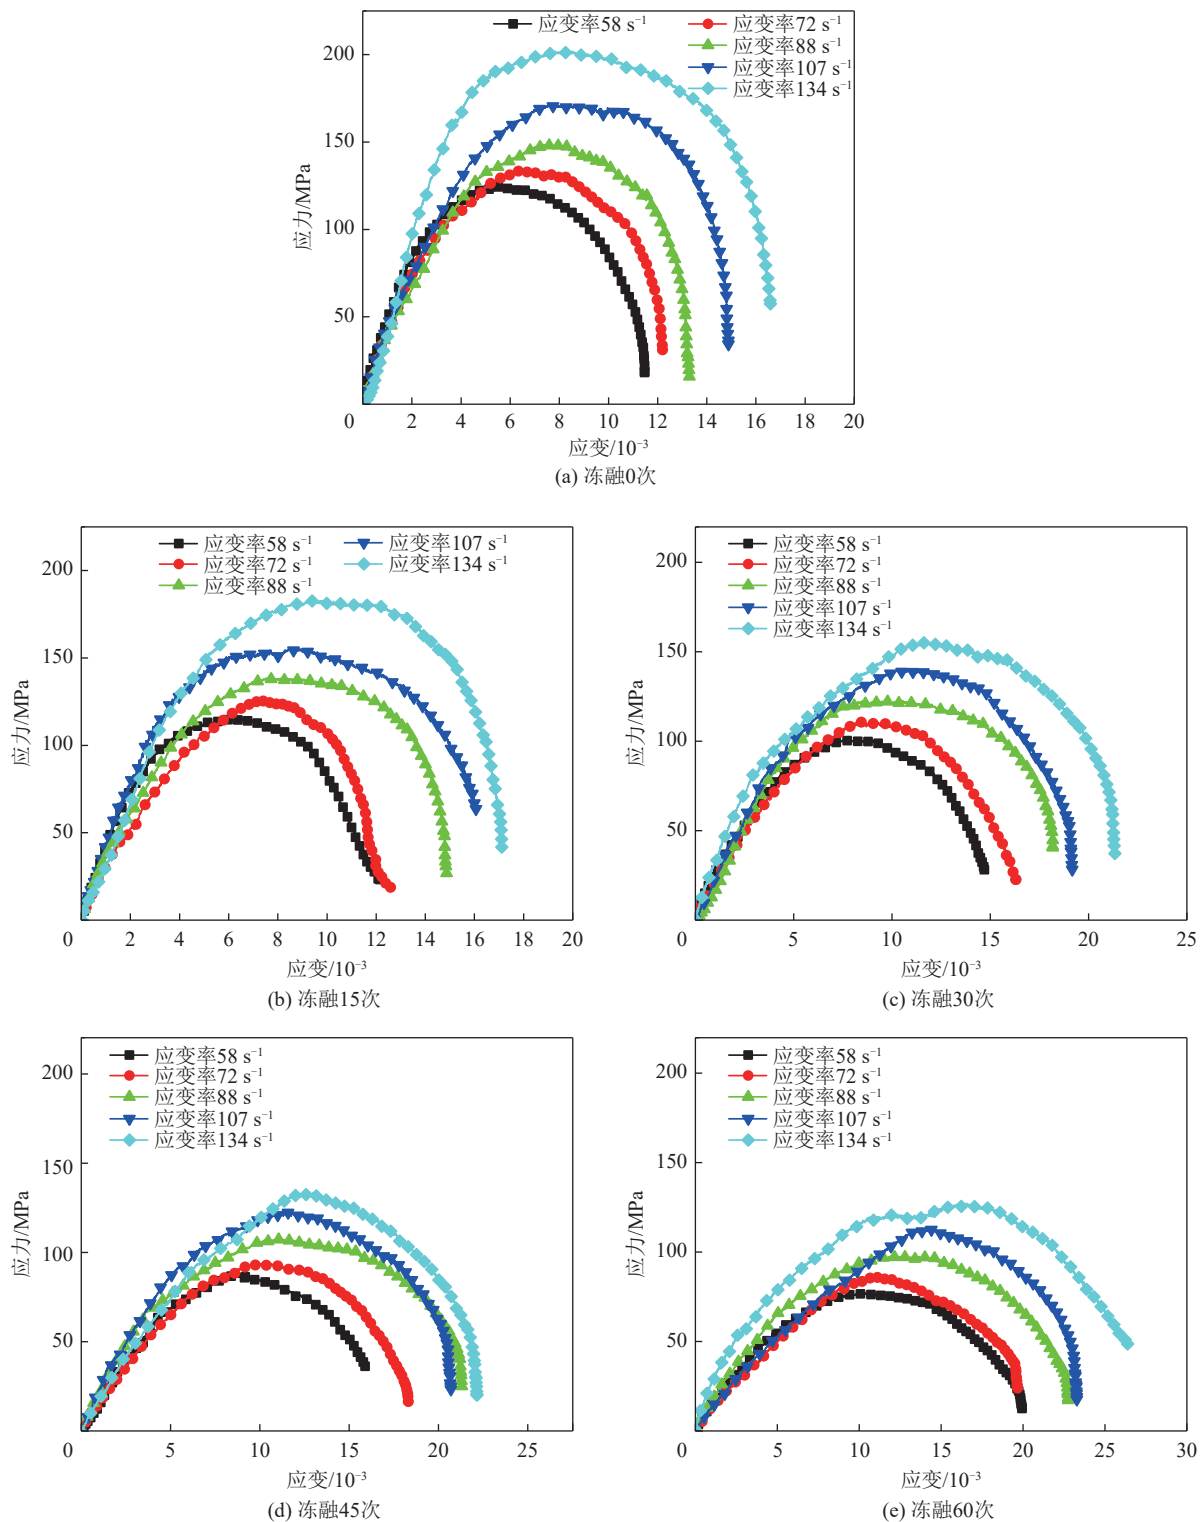 应变率58 s⁻¹
应变率72 s⁻¹
应变率88 s⁻¹
应变率107 s⁻¹
应变率134 s⁻¹
200
150
100
50
应力/MPa
0 2 4 6 8 10 12 14 16 18 20
应变/10⁻³
(a) 冻融0次
应变率58 s⁻¹
应变率72 s⁻¹
应变率88 s⁻¹
应变率107 s⁻¹
应变率134 s⁻¹
200
150
100
50
应力/MPa
0 2 4 6 8 10 12 14 16 18 20
应变/10⁻³
(b) 冻融15次
应变率58 s⁻¹
应变率72 s⁻¹
应变率88 s⁻¹
应变率107 s⁻¹
应变率134 s⁻¹
200
150
100
50
应力/MPa
0 5 10 15 20 25
应变/10⁻³
(c) 冻融30次
应变率58 s⁻¹
应变率72 s⁻¹
应变率88 s⁻¹
应变率107 s⁻¹
应变率134 s⁻¹
200
150
100
50
应力/MPa
0 5 10 15 20 25
应变/10⁻³
(d) 冻融45次
应变率58 s⁻¹
应变率72 s⁻¹
应变率88 s⁻¹
应变率107 s⁻¹
应变率134 s⁻¹
200
150
100
50
应力/MPa
0 5 10 15 20 25 30
应变/10⁻³
(e) 冻融60次